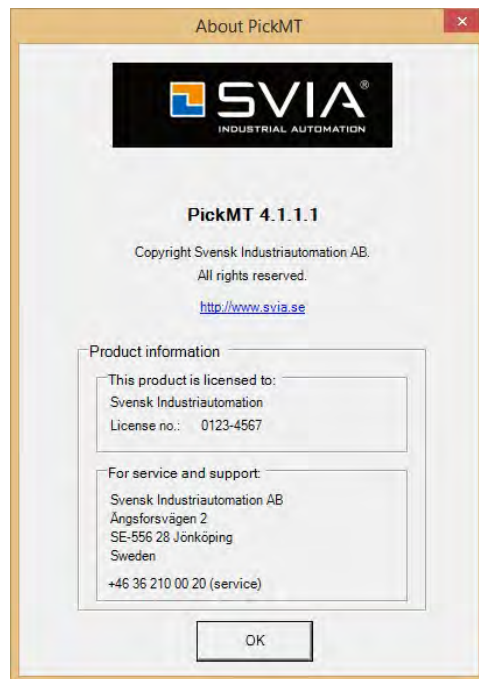 About PickMT
SVIA®
INDUSTRIAL AUTOMATION
PickMT 4.1.1.1
Copyright Svensk Industriautomation AB.
All rights reserved.
http://www.svia.se
Product information
This product is licensed to:
Svensk Industriautomation
License no.: 0123-4567
For service and support:
Svensk Industriautomation AB
Ängsforsvägen 2
SE-556 28 Jönköping
Sweden
+46 36 210 00 20 (service)
OK